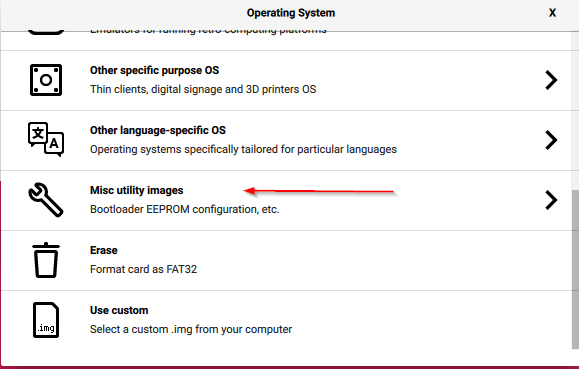 Operating System X
Emulators for running retro computing platforms
Other specific purpose OS
Thin clients, digital signage and 3D printers OS
文A
Other language-specific OS
Operating systems specifically tailored for particular languages
Misc utility images
Bootloader EEPROM configuration, etc.
Erase
Format card as FAT32
.img
Use custom
Select a custom .img from your computer